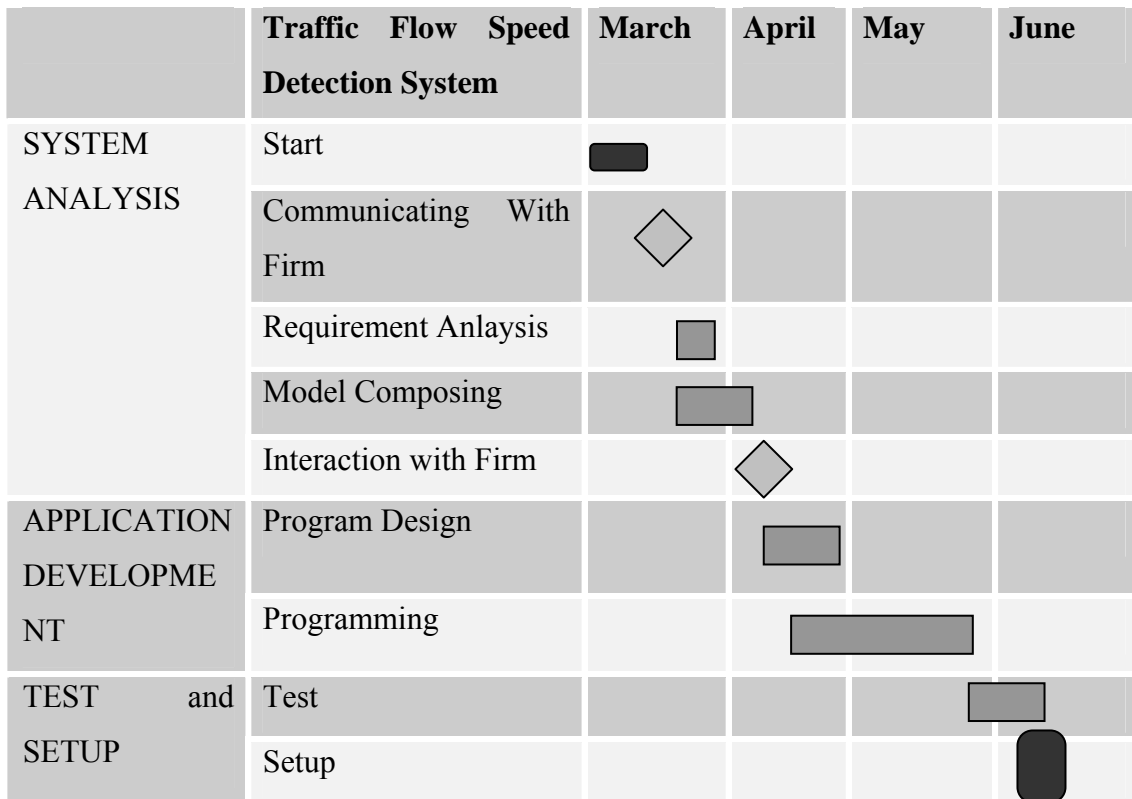 Traffic Flow Speed
Detection System
March
April
May
June
SYSTEM
ANALYSIS
Start
Communicating With
Firm
Requirement Anlaysis
Model Composing
Interaction with Firm
APPLICATION
DEVELOPME
NT
Program Design
Programming
TEST and
SETUP
Test
Setup